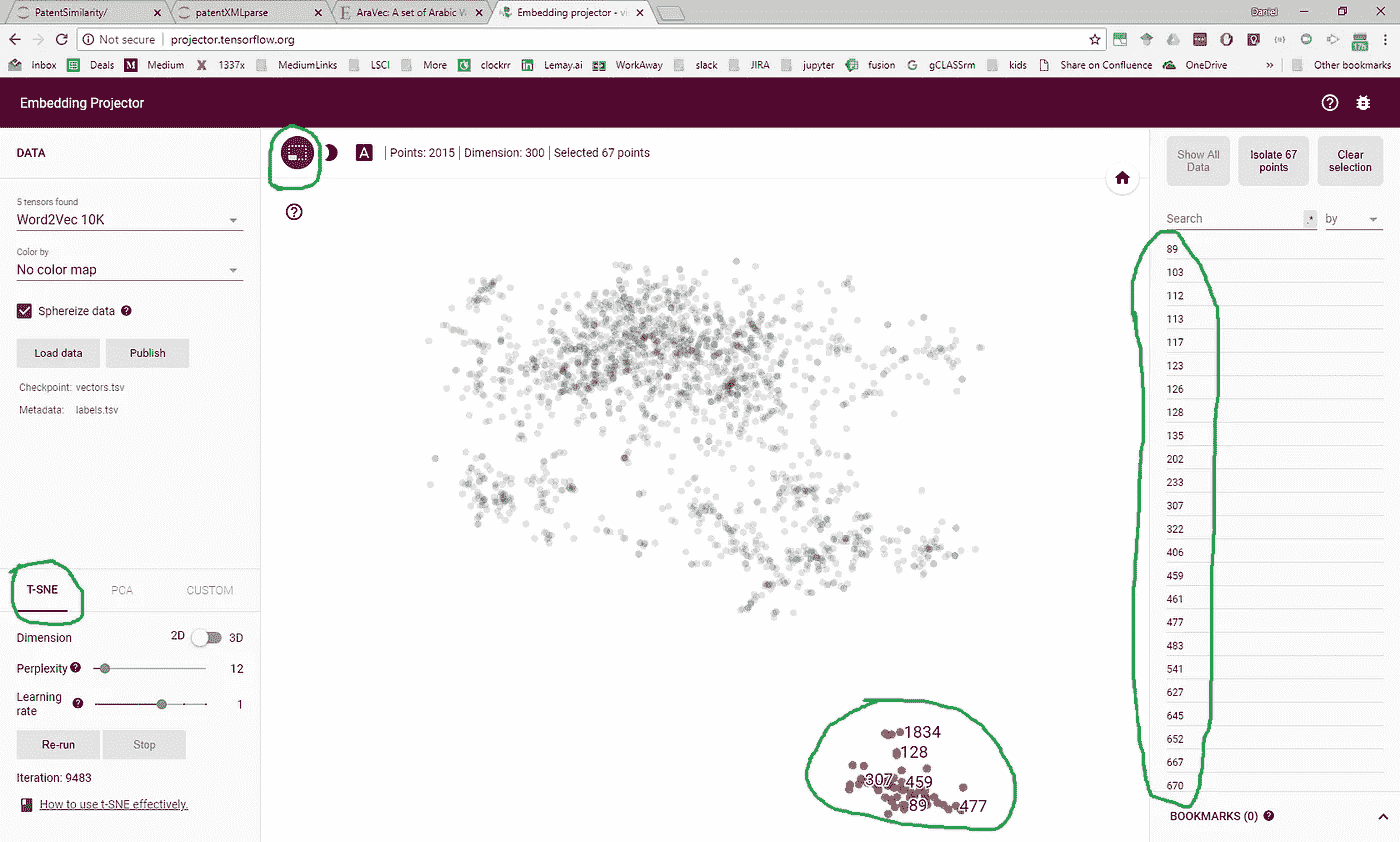 PatentSimilarity/ patentXMLparse AraVec: A set of Arabic W Embedding projector - vi Daniel
Not secure projector.tensorflow.org
Inbox Deals Medium 1337x MediumLinks LSCI More clockrr Lemay.ai WorkAway slack JIRA jupyter fusion gCLASSrm kids Share on Confluence OneDrive » Other bookmarks
17h
Embedding Projector
DATA
5 tensors found
Word2Vec 10K
Color by
No color map
Sphereize data
Load data Publish
Checkpoint: vectors.tsv
Metadata: labels.tsv
T-SNE PCA CUSTOM
Dimension 2D 3D
Perplexity 12
Learning
rate 1
Re-run Stop
Iteration: 9483
How to use t-SNE effectively.
A | Points: 2015 | Dimension: 300 | Selected 67 points
1834
128
307 459
89 477
Show All
Data
Isolate 67
points
Clear
selection
Search .* by
89
103
112
113
117
123
126
128
135
202
233
307
322
406
459
461
477
483
541
627
645
652
667
670
BOOKMARKS (0)